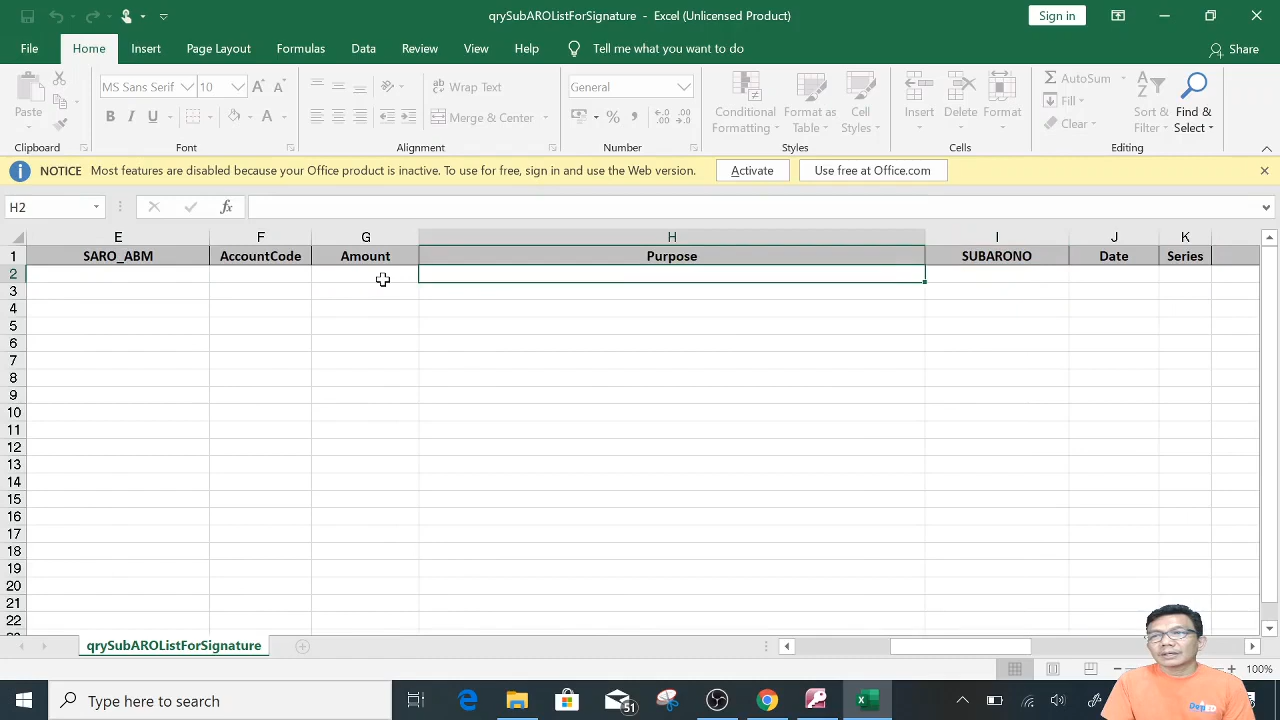 qrySubAROListForSignature - Excel (Unlicensed Product)
Sign in
File Home Insert Page Layout Formulas Data Review View Help Tell me what you want to do Share
MS Sans Serif 10 Wrap Text General AutoSum
Paste Conditional Format as Cell Insert Delete Format Fill Sort & Find &
B I U Merge & Center % , Formatting Table Styles Clear Filter Select
Clipboard Font Alignment Number Styles Cells Editing
NOTICE Most features are disabled because your Office product is inactive. To use for free, sign in and use the Web version. Activate Use free at Office.com
H2 fx
E F G H I J K
1 SARO_ABM AccountCode Amount Purpose SUBARONO Date Series
2
3
4
5
6
7
8
9
10
11
12
13
14
15
16
17
18
19
20
21
22
qrySubAROListForSignature
100%
Type here to search 51